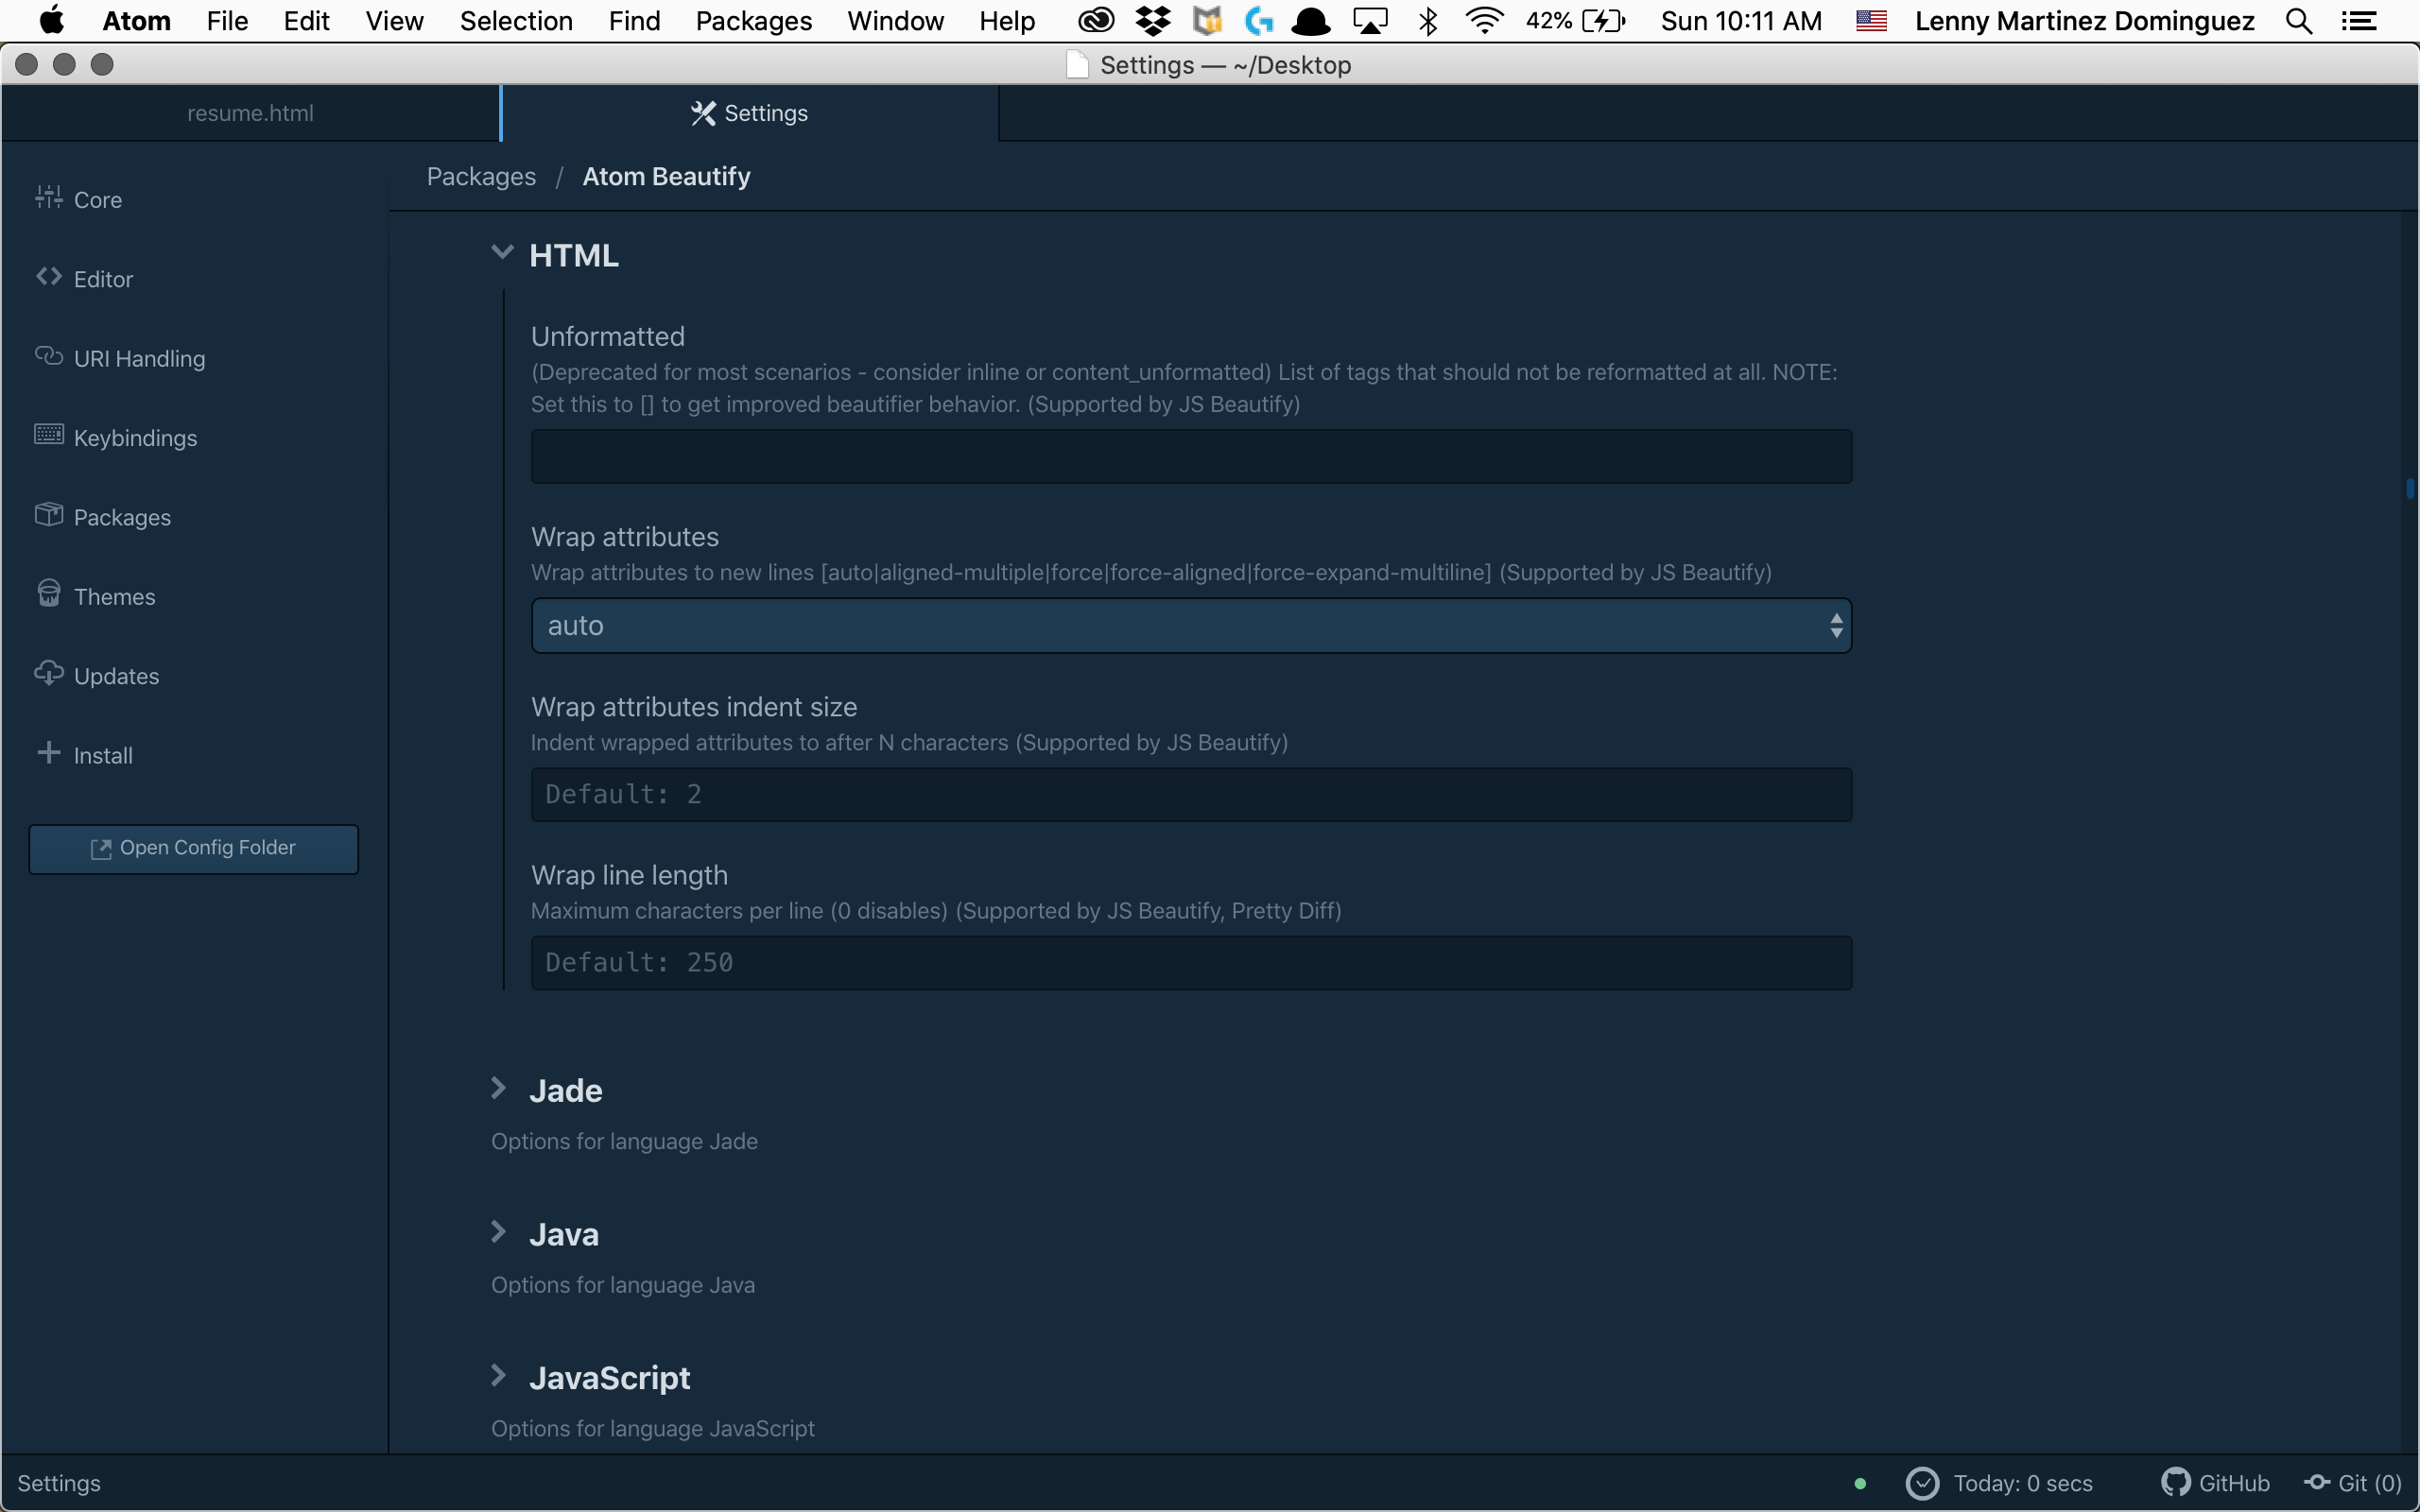 Atom File Edit View Selection Find Packages Window Help 42% Sun 10:11 AM Lenny Martinez Dominguez
Settings — ~/Desktop
resume.html Settings
Packages / Atom Beautify
Core
Editor
URI Handling
Keybindings
Packages
Themes
Updates
Install
Open Config Folder
HTML
Unformatted
(Deprecated for most scenarios - consider inline or content_unformatted) List of tags that should not be reformatted at all. NOTE:
Set this to [] to get improved beautifier behavior. (Supported by JS Beautify)
Wrap attributes
Wrap attributes to new lines [auto|aligned-multiple|force|force-aligned|force-expand-multiline] (Supported by JS Beautify)
auto
Wrap attributes indent size
Indent wrapped attributes to after N characters (Supported by JS Beautify)
Default: 2
Wrap line length
Maximum characters per line (0 disables) (Supported by JS Beautify, Pretty Diff)
Default: 250
Jade
Options for language Jade
Java
Options for language Java
JavaScript
Options for language JavaScript
Settings Today: 0 secs GitHub Git (0)